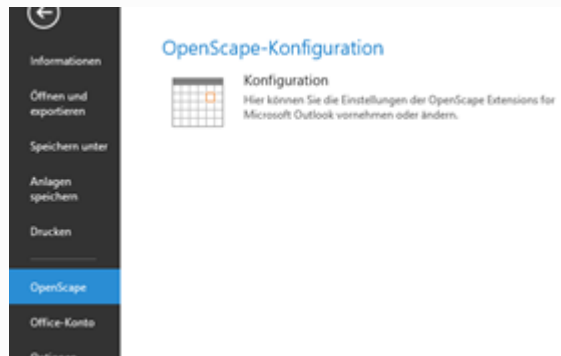 Informationen
Öffnen und
exportieren
Speichern unter
Anlagen
speichern
Drucken
OpenScape
Office-Konto
OpenScape-Konfiguration
Konfiguration
Hier können Sie die Einstellungen der OpenScape Extensions for
Microsoft Outlook vornehmen oder ändern.